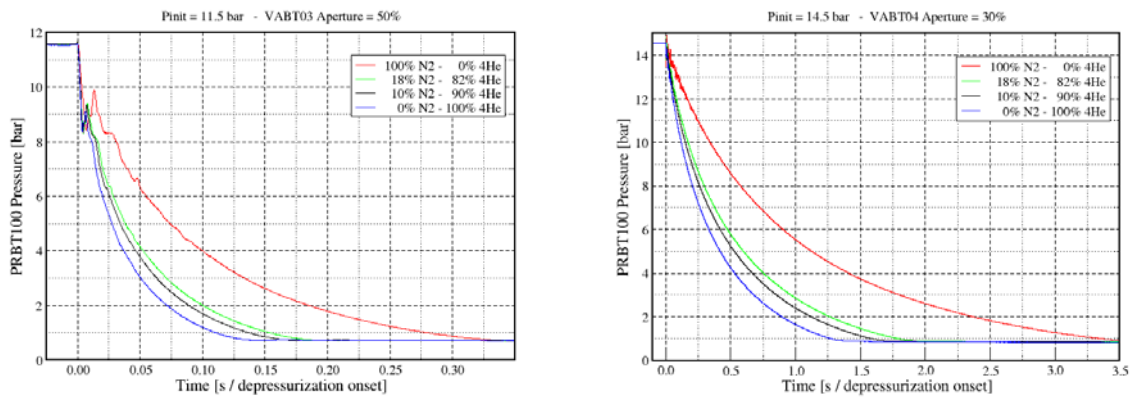 Pinit = 11.5 bar - VABT03 Aperture = 50%
12
10
8
6
4
2
0
PRBT100 Pressure [bar]
100% N2 - 0% 4He
18% N2 - 82% 4He
10% N2 - 90% 4He
0% N2 - 100% 4He
0.00 0.05 0.10 0.15 0.20 0.25 0.30
Time [s / depressurization onset]
Pinit = 14.5 bar - VABT04 Aperture = 30%
14
12
10
8
6
4
2
0
PRBT100 Pressure [bar]
100% N2 - 0% 4He
18% N2 - 82% 4He
10% N2 - 90% 4He
0% N2 - 100% 4He
0.0 0.5 1.0 1.5 2.0 2.5 3.0 3.5
Time [s / depressurization onset]